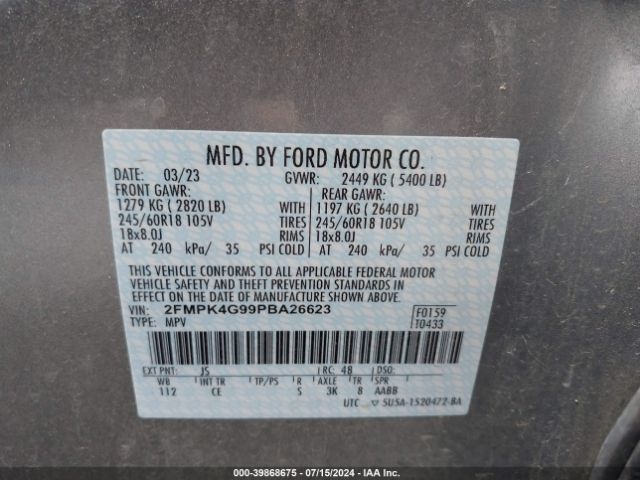 MFD. BY FORD MOTOR CO.
DATE: 03/23 GVWR: 2449 KG ( 5400 LB)
FRONT GAWR: REAR GAWR:
1279 KG ( 2820 LB) WITH 1197 KG ( 2640 LB) WITH
245/60R18 105V TIRES 245/60R18 105V TIRES
18x8.0J RIMS 18x8.0J RIMS
AT 240 kPa/ 35 PSI COLD AT 240 kPa/ 35 PSI COLD
THIS VEHICLE CONFORMS TO ALL APPLICABLE FEDERAL MOTOR
VEHICLE SAFETY AND THEFT PREVENTION STANDARDS IN
EFFECT ON THE DATE OF MANUFACTURE SHOWN ABOVE.
VIN: 2FMPK4G99PBA26623 F0159
TYPE: MPV T0433
EXT PNT: JS RC: 48 DSO:
WB INT TR TP/PS R AXLE TR SPR
112 CE S 3K 8 AABB
UTC ▽ 5U5A-1520472-BA
000-39868675 / 07/15/2024 - IAA Inc.